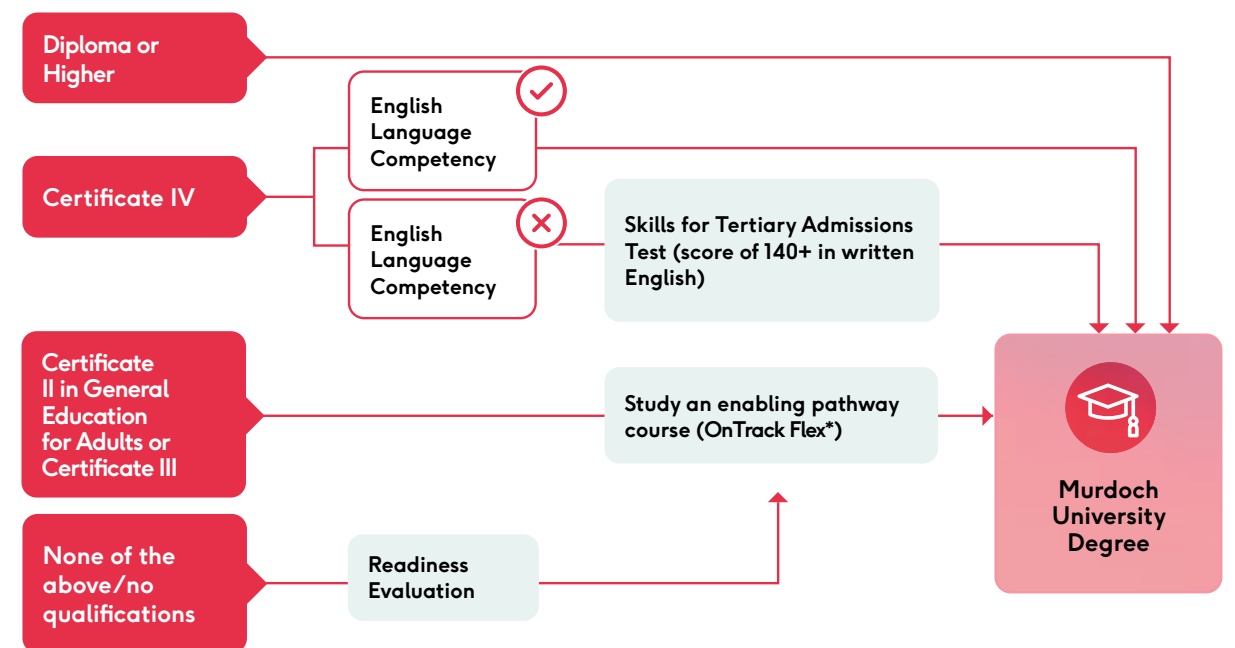 Diploma or
Higher
English
Language
Competency
Certificate IV
English
Language
Competency
Skills for Tertiary Admissions
Test (score of 140+ in written
English)
Certificate
II in General
Education
for Adults or
Certificate III
Study an enabling pathway
course (OnTrack Flex*)
None of the
above/no
qualifications
Readiness
Evaluation
Murdoch
University
Degree